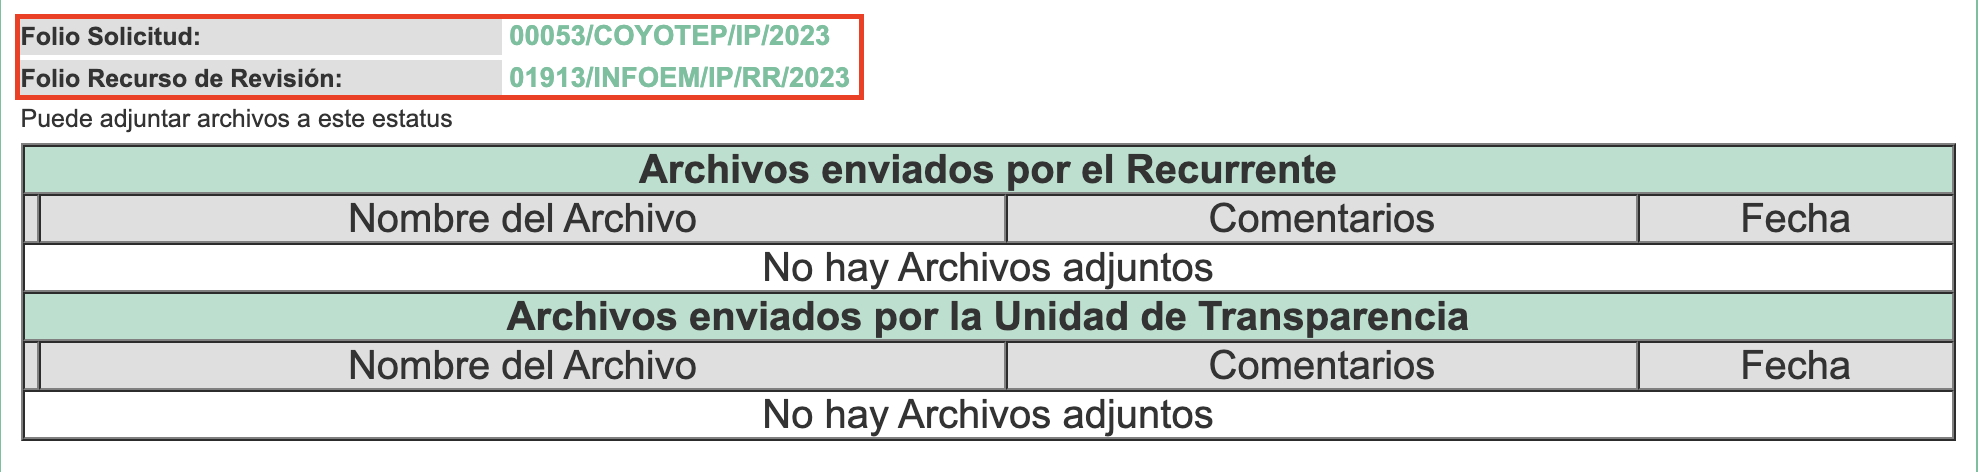 Folio Solicitud: 00053/COYOTEP/IP/2023
Folio Recurso de Revisión: 01913/INFOEM/IP/RR/2023
Puede adjuntar archivos a este estatus
Archivos enviados por el Recurrente
Nombre del Archivo Comentarios Fecha
No hay Archivos adjuntos
Archivos enviados por la Unidad de Transparencia
Nombre del Archivo Comentarios Fecha
No hay Archivos adjuntos